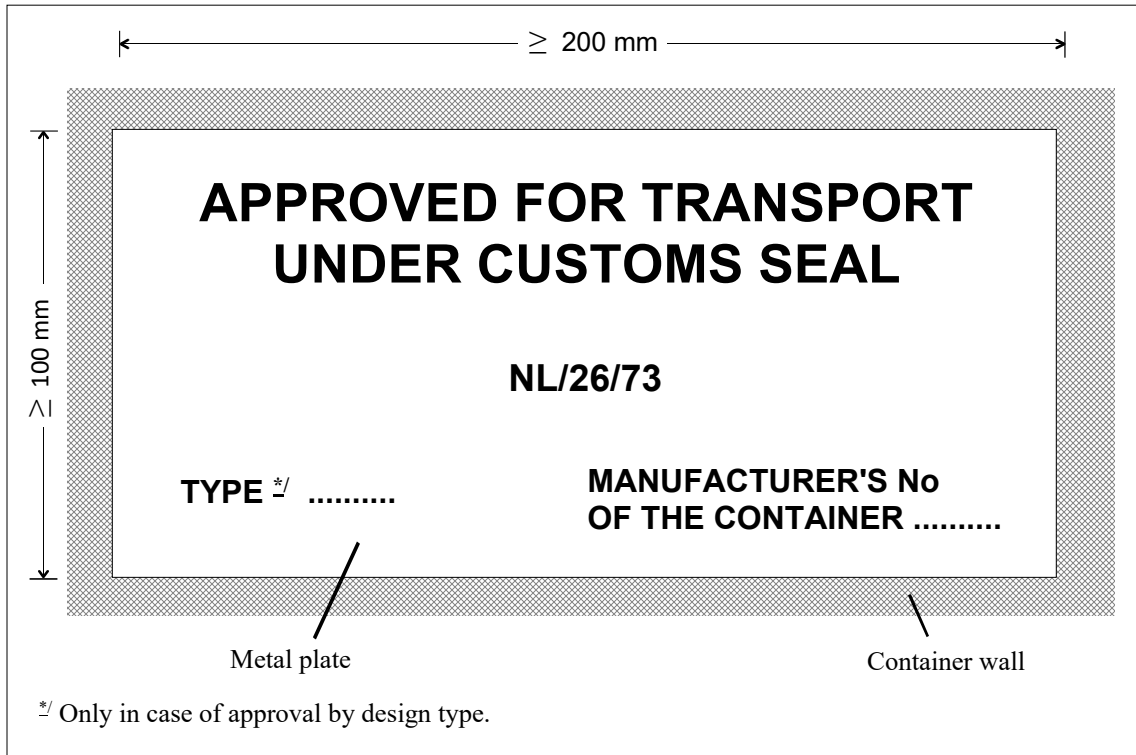 ≥ 200 mm
≥ 100 mm
APPROVED FOR TRANSPORT
UNDER CUSTOMS SEAL
NL/26/73
TYPE */ ..........
MANUFACTURER'S No
OF THE CONTAINER ..........
Metal plate
Container wall
*/ Only in case of approval by design type.